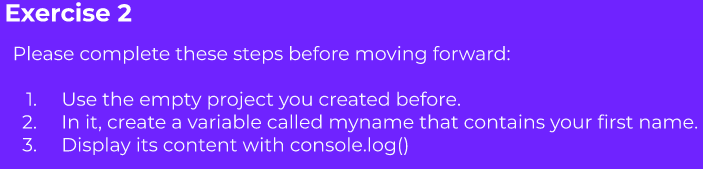 Exercise 2
Please complete these steps before moving forward:
1. Use the empty project you created before.
2. In it, create a variable called myname that contains your first name.
3. Display its content with console.log()